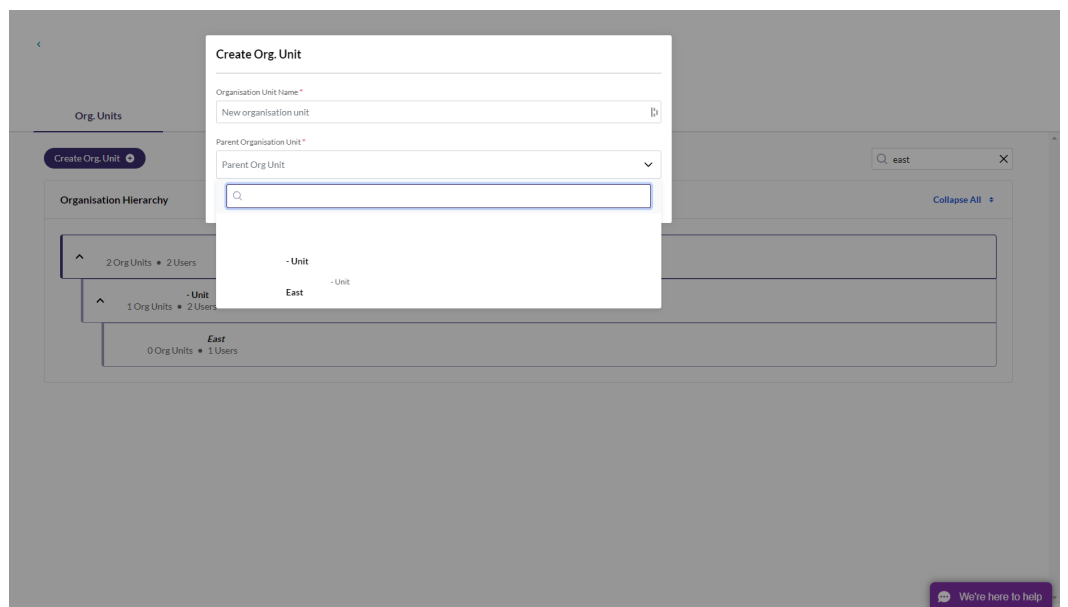 Create Org. Unit
Organisation Unit Name *
New organisation unit
Org. Units
Parent Organisation Unit *
Create Org. Unit
Parent Org Unit
east
Organisation Hierarchy
Collapse All
2 Org Units • 2 Users
- Unit
- Unit
East
- Unit
1 Org Units • 2 Users
East
0 Org Units • 1 Users
We're here to help